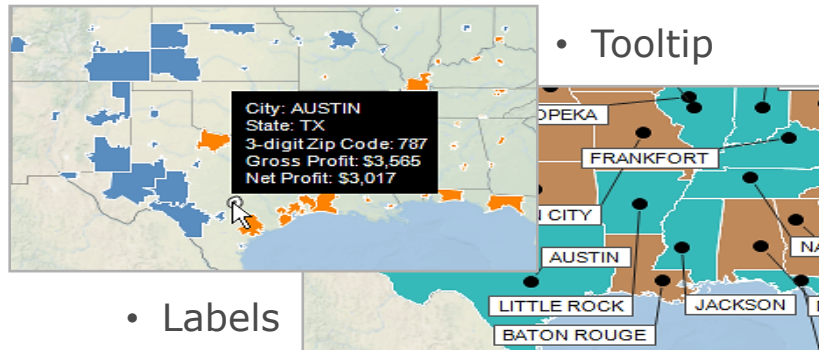 • Tooltip
City: AUSTIN
State: TX
3-digit Zip Code: 787
Gross Profit: $3,565
Net Profit: $3,017
OPEKA
FRANKFORT
N CITY
NA
AUSTIN
LITTLE ROCK
JACKSON
BATON ROUGE
• Labels